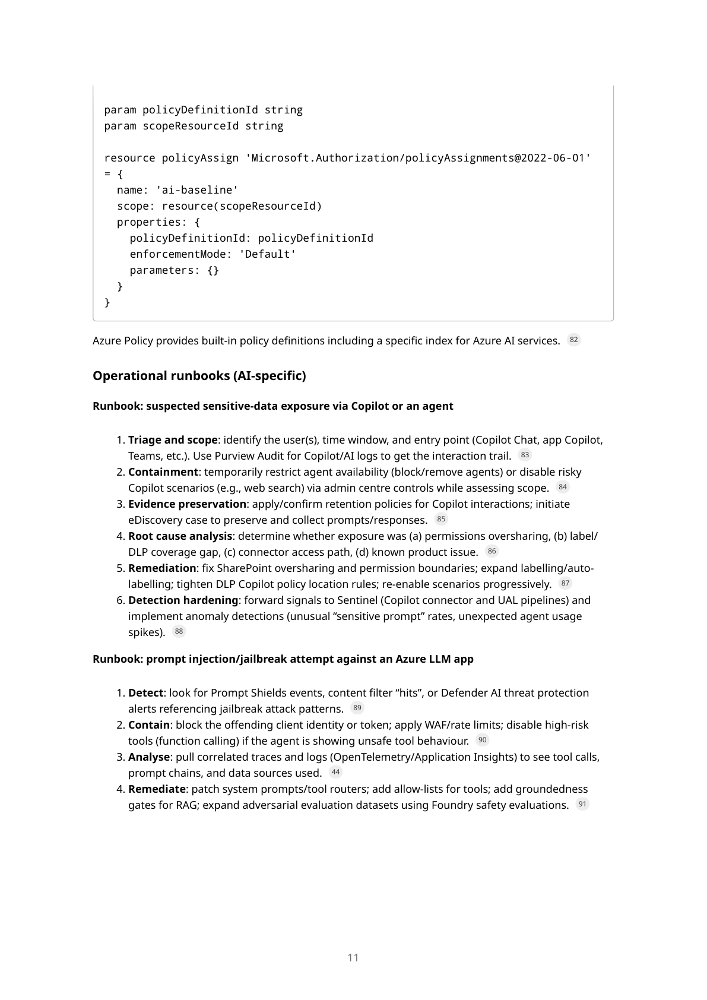 param policyDefinitionId string
param scopeResourceId string
resource policyAssign 'Microsoft.Authorization/policyAssignments@2022-06-01'
= {
  name: 'ai-baseline'
  scope: resource(scopeResourceId)
  properties: {
    policyDefinitionId: policyDefinitionId
    enforcementMode: 'Default'
    parameters: {}
  }
}
Azure Policy provides built-in policy definitions including a specific index for Azure AI services. 82
Operational runbooks (AI-specific)
Runbook: suspected sensitive-data exposure via Copilot or an agent
1. Triage and scope: identify the user(s), time window, and entry point (Copilot Chat, app Copilot,
Teams, etc.). Use Purview Audit for Copilot/AI logs to get the interaction trail. 83
2. Containment: temporarily restrict agent availability (block/remove agents) or disable risky
Copilot scenarios (e.g., web search) via admin centre controls while assessing scope. 84
3. Evidence preservation: apply/confirm retention policies for Copilot interactions; initiate
eDiscovery case to preserve and collect prompts/responses. 85
4. Root cause analysis: determine whether exposure was (a) permissions oversharing, (b) label/
DLP coverage gap, (c) connector access path, (d) known product issue. 86
5. Remediation: fix SharePoint oversharing and permission boundaries; expand labelling/auto-
labelling; tighten DLP Copilot policy location rules; re-enable scenarios progressively. 87
6. Detection hardening: forward signals to Sentinel (Copilot connector and UAL pipelines) and
implement anomaly detections (unusual “sensitive prompt” rates, unexpected agent usage
spikes). 88
Runbook: prompt injection/jailbreak attempt against an Azure LLM app
1. Detect: look for Prompt Shields events, content filter “hits”, or Defender AI threat protection
alerts referencing jailbreak attack patterns. 89
2. Contain: block the offending client identity or token; apply WAF/rate limits; disable high-risk
tools (function calling) if the agent is showing unsafe tool behaviour. 90
3. Analyse: pull correlated traces and logs (OpenTelemetry/Application Insights) to see tool calls,
prompt chains, and data sources used. 44
4. Remediate: patch system prompts/tool routers; add allow-lists for tools; add groundedness
gates for RAG; expand adversarial evaluation datasets using Foundry safety evaluations. 91
11